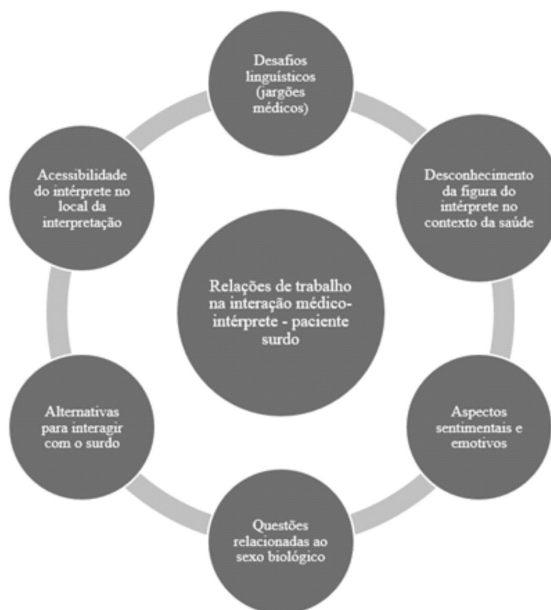 Desafios
linguísticos
(jargões
médicos)
Desconhecimento
da figura do
intérprete no
contexto da saúde
Aspectos
sentimentais e
emotivos
Questões
relacionadas ao
sexo biológico
Alternativas
para interagir
com o surdo
Acessibilidade
do intérprete no
local da
interpretação
Relações de trabalho
na interação médico-
intérprete - paciente
surdo